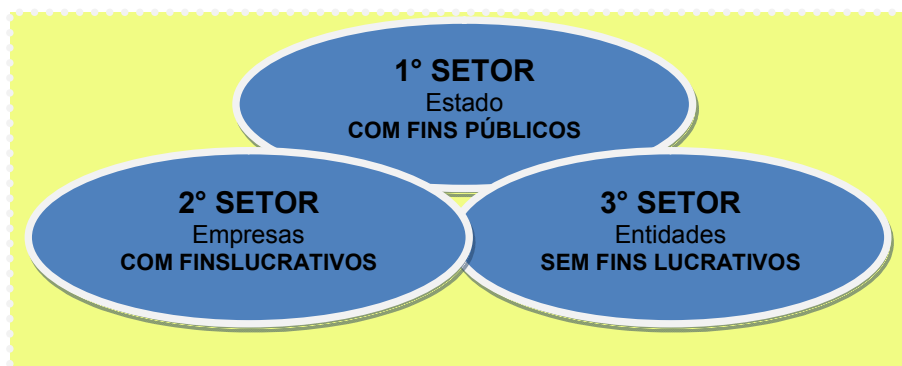 1° SETOR
Estado
COM FINS PÚBLICOS
2° SETOR
Empresas
COM FINSLUCRATIVOS
3° SETOR
Entidades
SEM FINS LUCRATIVOS